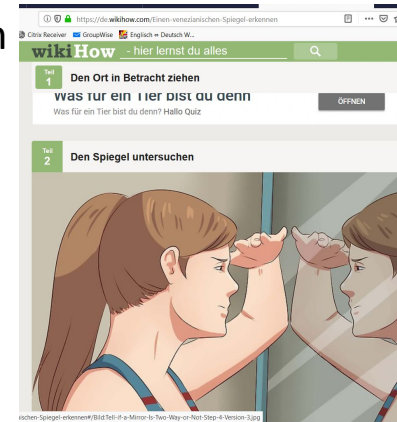 n
https://de.wikihow.com/Einen-venezianischen-Spiegel-erkennen
Citrix Receiver GroupWise Englisch ⇔ Deutsch W...
wikiHow - hier lernst du alles
Teil
1
Den Ort in Betracht ziehen
Was für ein Tier bist du denn
Was für ein Tier bist du denn? Hallo Quiz
ÖFFNEN
Teil
2
Den Spiegel untersuchen
ischen-Spiegel-erkennen#/Bild:Tell-if-a-Mirror-Is-Two-Way-or-Not-Step-4-Version-3.jpg